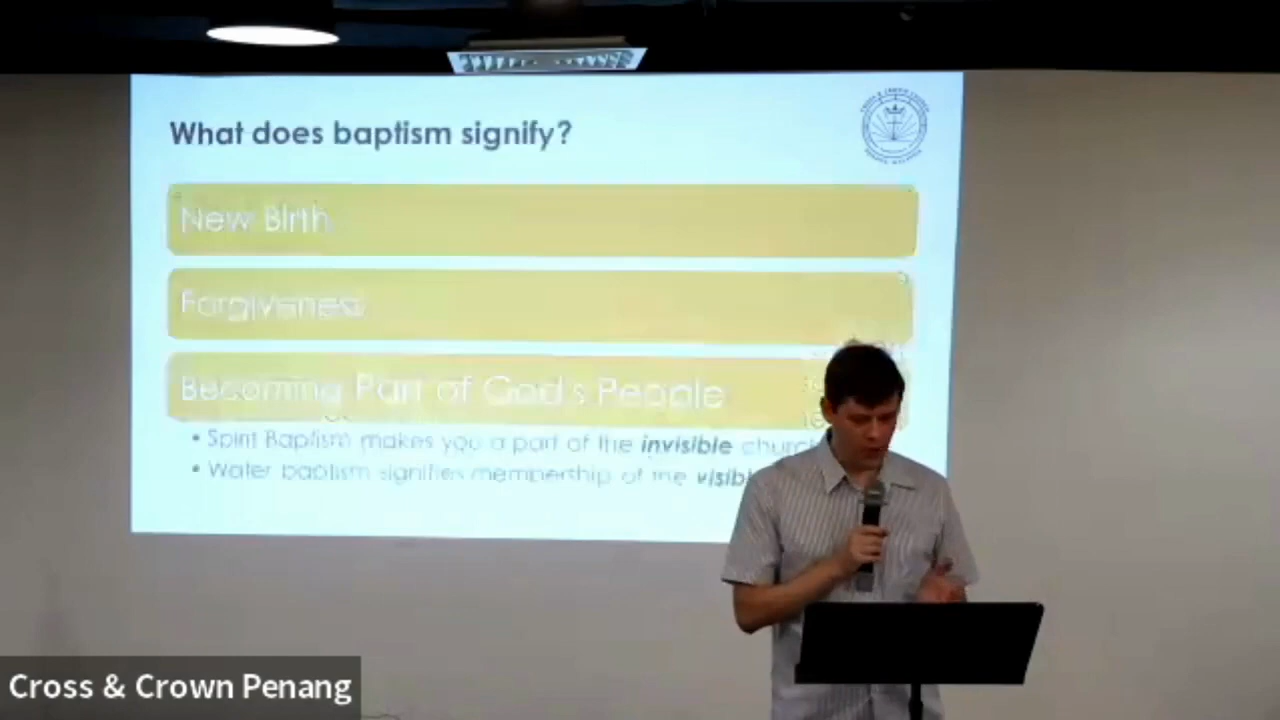 What does baptism signify?
New Birth
Forgiveness
Becoming Part of God's People
• Spirit Baptism makes you a part of the invisible
• Water baptism signifies membership of the
Cross & Crown Penang